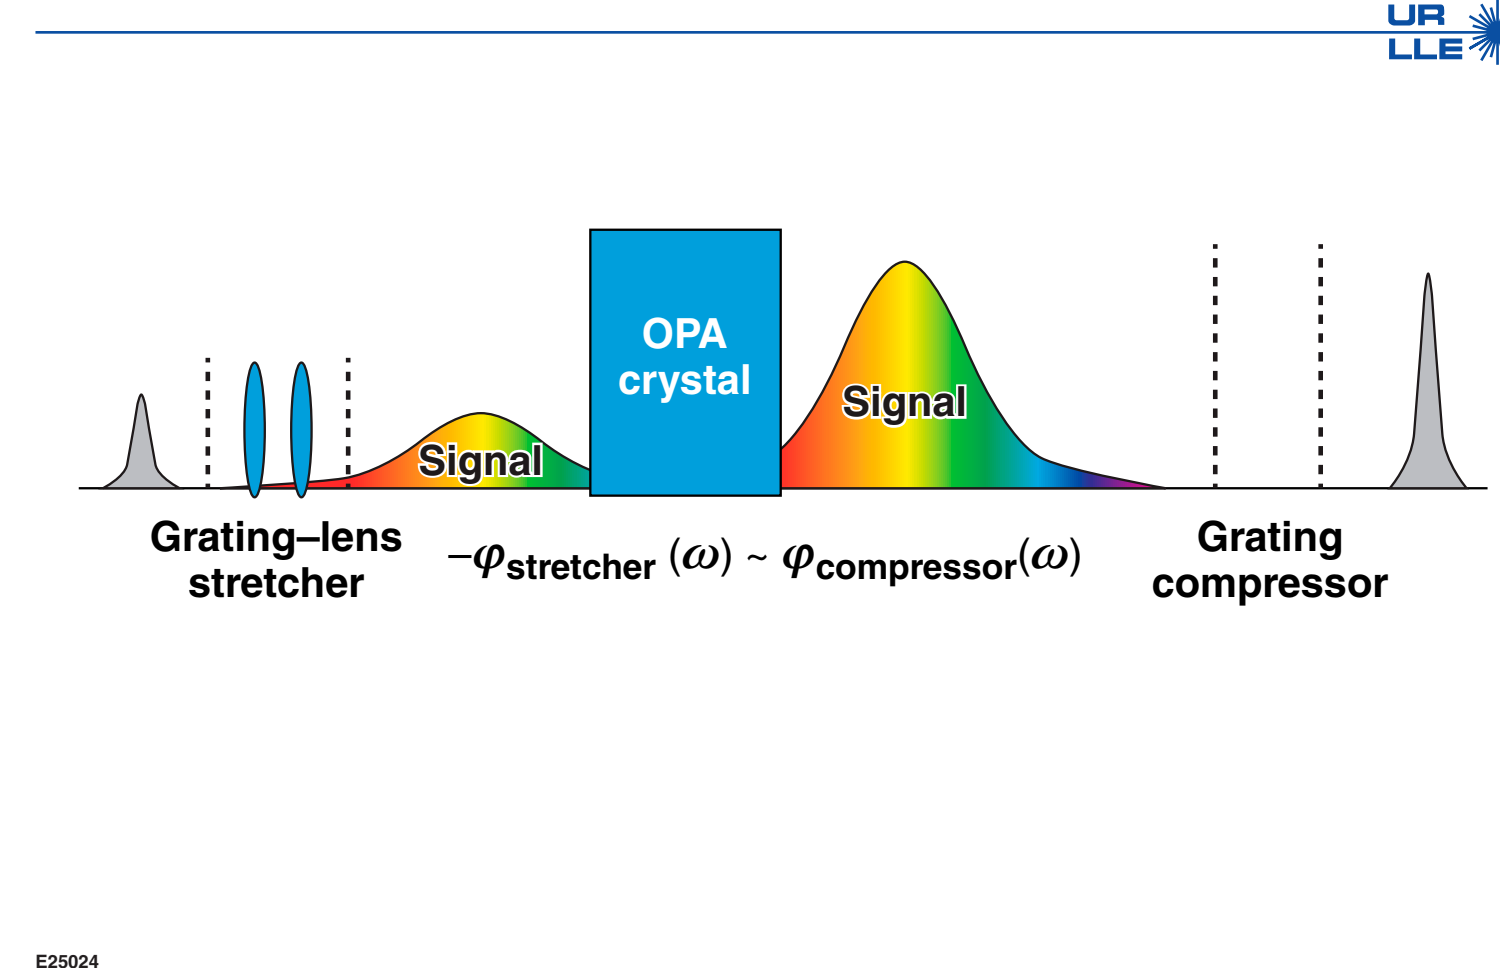 UR
LLE
OPA
crystal
Signal
Signal
Grating–lens
stretcher
−φstretcher (ω) ~ φcompressor(ω)
Grating
compressor
E25024